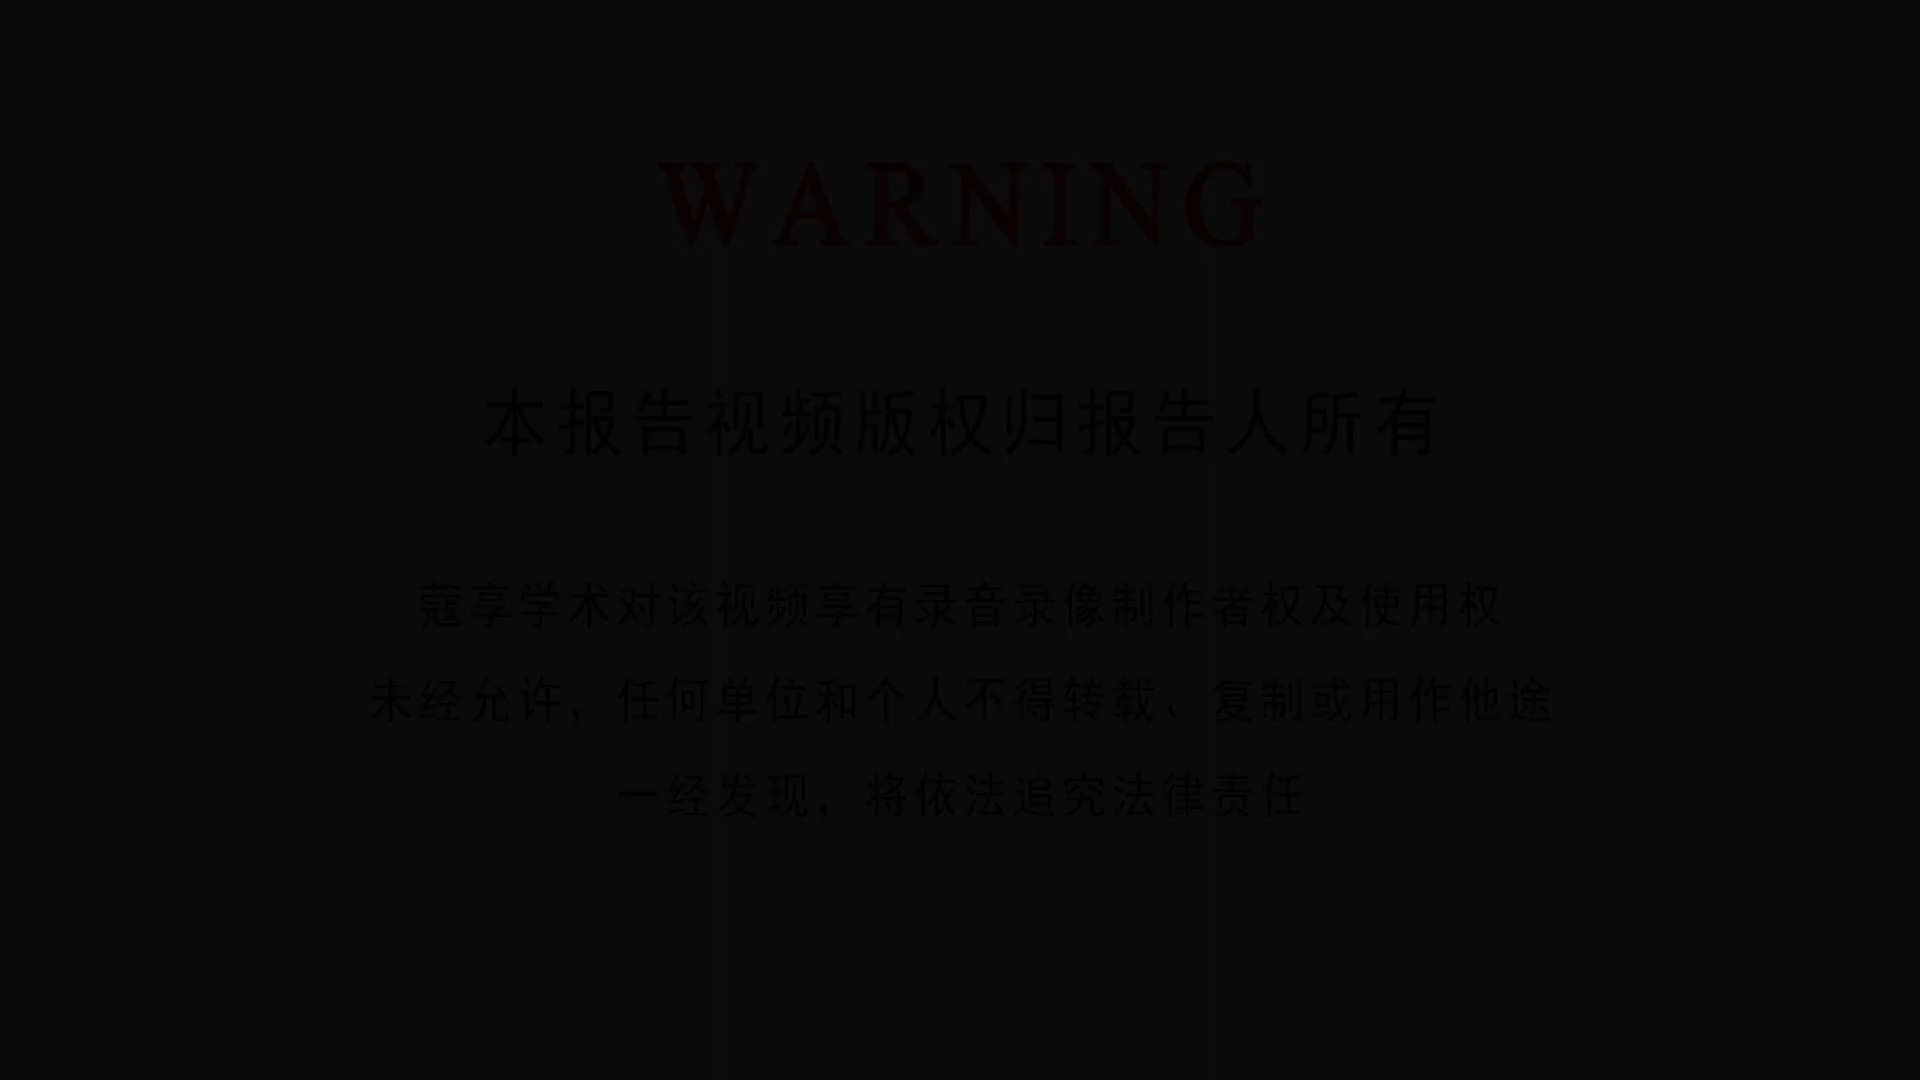 WARNING
本报告视频版权归报告人所有
蔻享学术对该视频享有录音录像制作者权及使用权
未经允许，任何单位和个人不得转载、复制或用作他途
一经发现，将依法追究法律责任